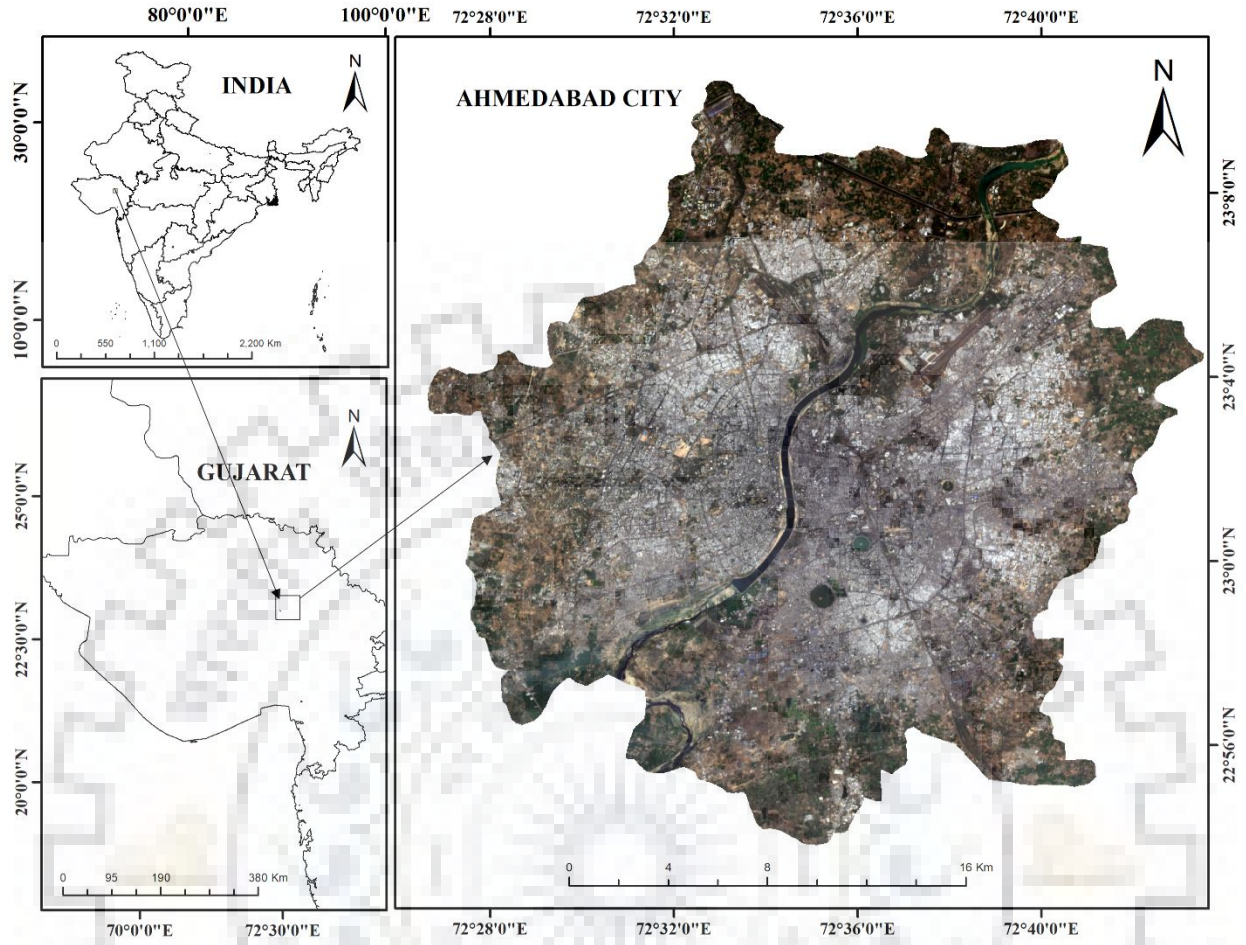 80°0'0"E 100°0'0"E 72°28'0"E 72°32'0"E 72°36'0"E 72°40'0"E
N
INDIA
30°0'0"N
10°0'0"N
0 550 1,100 2,200 Km
N
GUJARAT
25°0'0"N
22°30'0"N
20°0'0"N
0 95 190 380 Km
70°0'0"E 72°30'0"E
AHMEDABAD CITY
N
23°8'0"N
23°4'0"N
23°0'0"N
22°56'0"N
0 4 8 16 Km
72°28'0"E 72°32'0"E 72°36'0"E 72°40'0"E